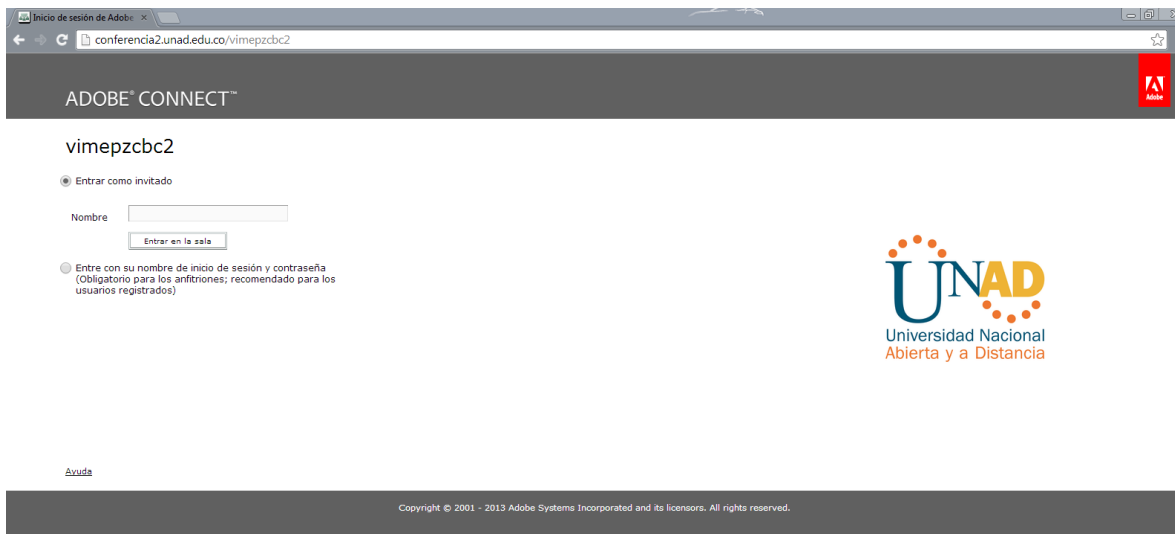 Inicio de sesión de Adobe
conferencia2.unad.edu.co/vimepzcbc2
ADOBE® CONNECT™
Adobe
vimepzcbc2
Entrar como invitado
Nombre
Entrar en la sala
Entre con su nombre de inicio de sesión y contraseña
(Obligatorio para los anfitriones; recomendado para los
usuarios registrados)
UNAD
Universidad Nacional
Abierta y a Distancia
Ayuda
Copyright © 2001 - 2013 Adobe Systems Incorporated and its licensors. All rights reserved.